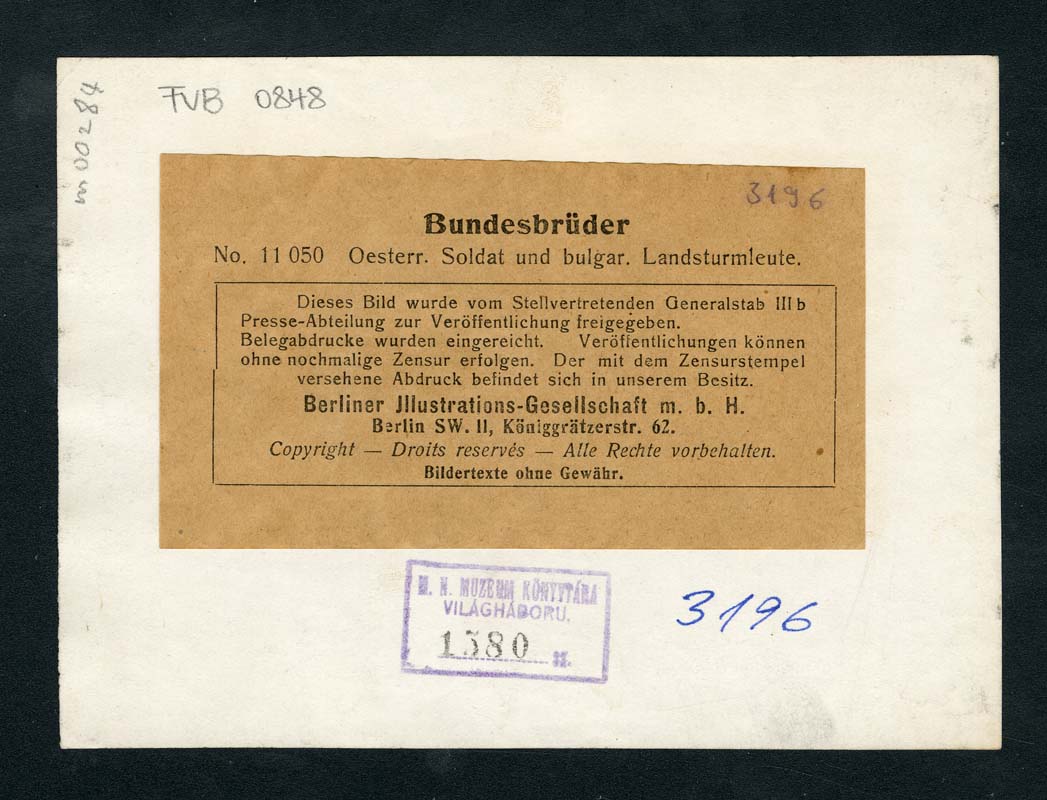 m00284
FVB 0848
3196
Bundesbrüder
No. 11 050 Oesterr. Soldat und bulgar. Landsturmleute.
Dieses Bild wurde vom Stellvertretenden Generalstab III b
Presse-Abteilung zur Veröffentlichung freigegeben.
Belegabdrucke wurden eingereicht. Veröffentlichungen können
ohne nochmalige Zensur erfolgen. Der mit dem Zensurstempel
versehene Abdruck befindet sich in unserem Besitz.
Berliner Jllustrations-Gesellschaft m. b. H.
Berlin SW. 11, Königgrätzerstr. 62.
Copyright — Droits reservés — Alle Rechte vorbehalten.
Bildertexte ohne Gewähr.
M. N. MUZEUM KÖNYVTÁRA
VILÁGHÁBORU.
1580
3196